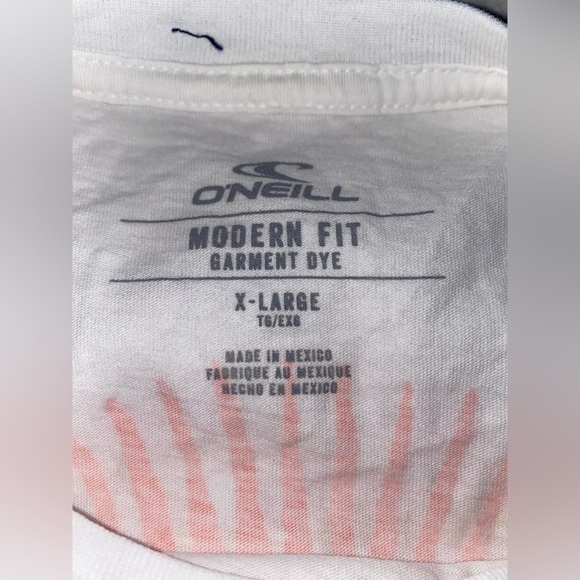 O'NEILL
MODERN FIT
GARMENT DYE
X-LARGE
TG/EXG
MADE IN MEXICO
FABRIQUE AU MEXIQUE
HECHO EN MEXICO